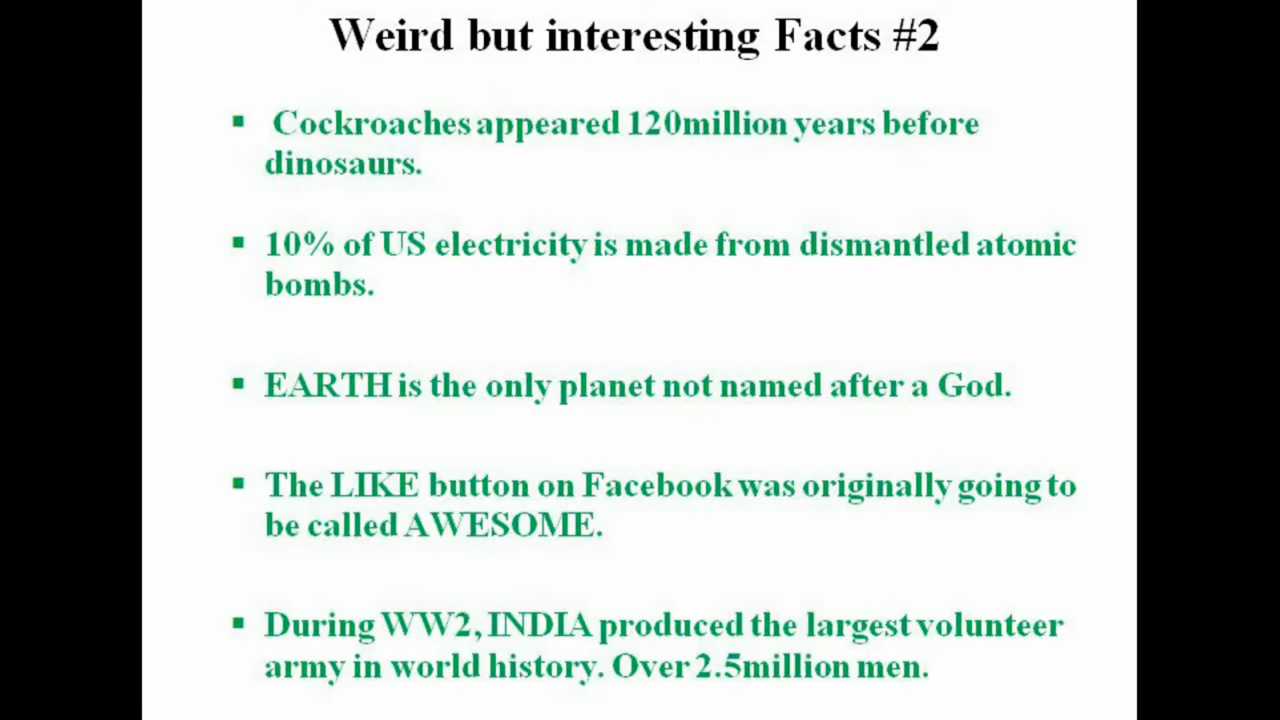 Weird but interesting Facts #2
▪ Cockroaches appeared 120million years before
dinosaurs.
▪ 10% of US electricity is made from dismantled atomic
bombs.
▪ EARTH is the only planet not named after a God.
▪ The LIKE button on Facebook was originally going to
be called AWESOME.
▪ During WW2, INDIA produced the largest volunteer
army in world history. Over 2.5million men.